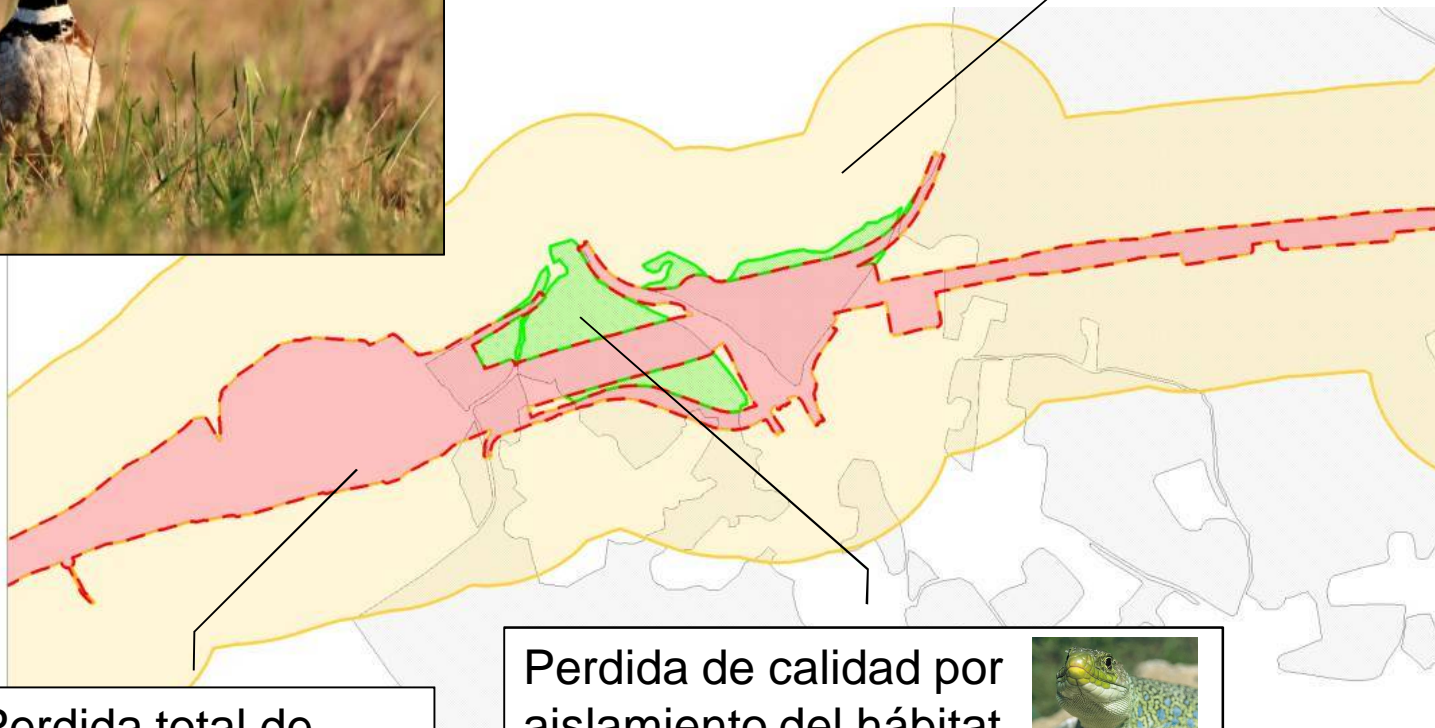 Perdida total de
Perdida de calidad por
aislamiento del hábitat